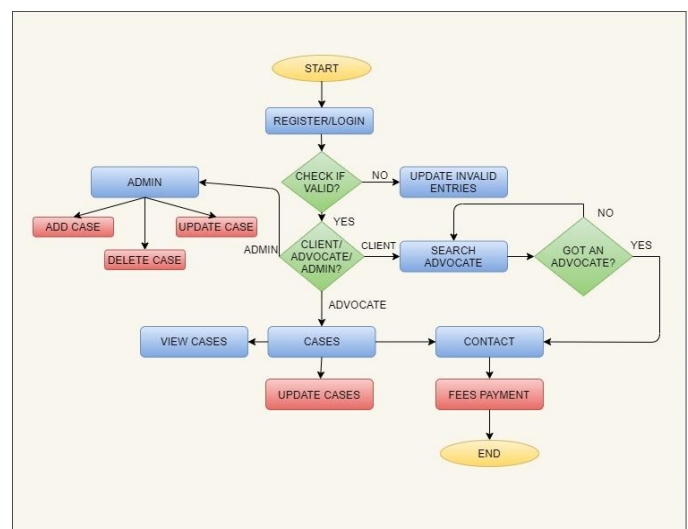 START
REGISTER/LOGIN
CHECK IF
VALID?
NO
UPDATE INVALID
ENTRIES
ADMIN
YES
NO
ADD CASE
UPDATE CASE
DELETE CASE
ADMIN
CLIENT/
ADVOCATE/
ADMIN?
CLIENT
SEARCH
ADVOCATE
GOT AN
ADVOCATE?
YES
ADVOCATE
VIEW CASES
CASES
CONTACT
UPDATE CASES
FEES PAYMENT
END